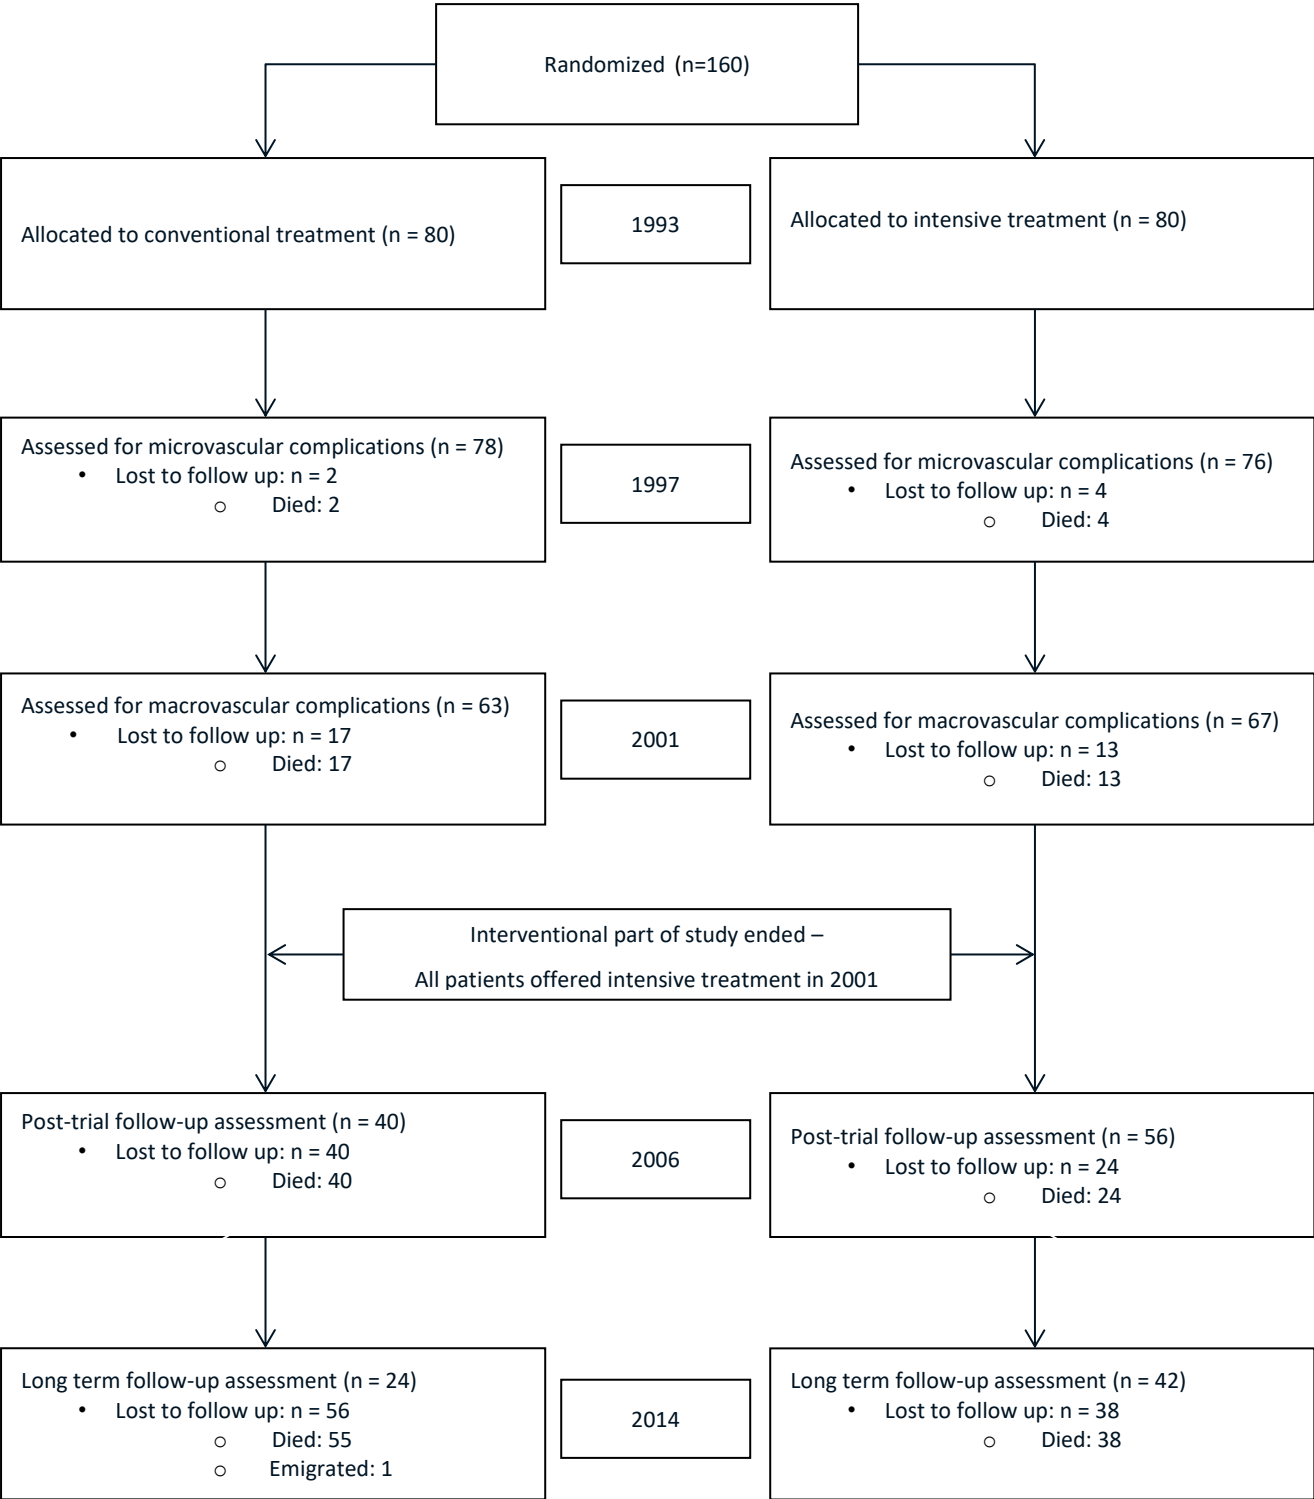 Randomized (n=160)
Allocated to conventional treatment (n = 80)
1993
Allocated to intensive treatment (n = 80)
Assessed for microvascular complications (n = 78)
• Lost to follow up: n = 2
o Died: 2
1997
Assessed for microvascular complications (n = 76)
• Lost to follow up: n = 4
o Died: 4
Assessed for macrovascular complications (n = 63)
• Lost to follow up: n = 17
o Died: 17
2001
Assessed for macrovascular complications (n = 67)
• Lost to follow up: n = 13
o Died: 13
Interventional part of study ended –
All patients offered intensive treatment in 2001
Post-trial follow-up assessment (n = 40)
• Lost to follow up: n = 40
o Died: 40
2006
Post-trial follow-up assessment (n = 56)
• Lost to follow up: n = 24
o Died: 24
Long term follow-up assessment (n = 24)
• Lost to follow up: n = 56
o Died: 55
o Emigrated: 1
2014
Long term follow-up assessment (n = 42)
• Lost to follow up: n = 38
o Died: 38